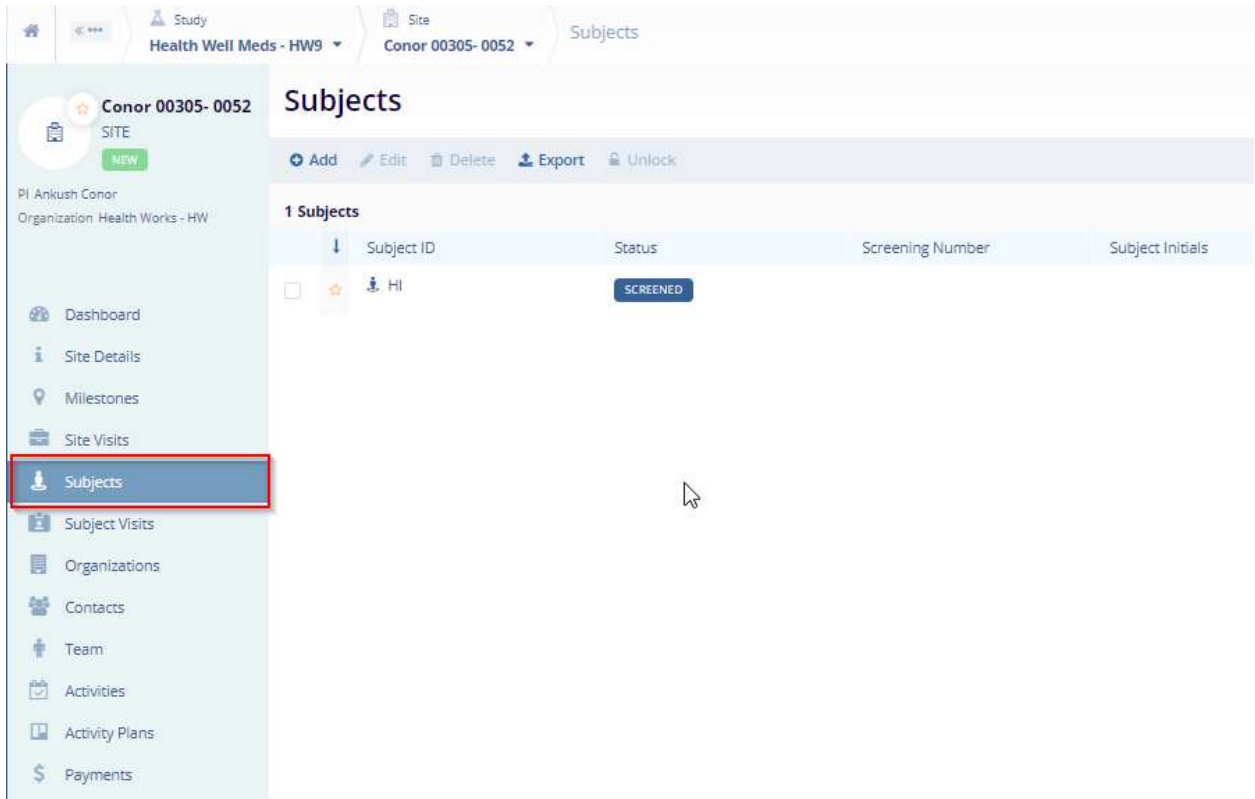 Study
Health Well Meds - HW9
Site
Conor 00305- 0052
Subjects
Conor 00305- 0052
SITE
NEW
PI Ankush Conor
Organization Health Works - HW
Dashboard
Site Details
Milestones
Site Visits
Subjects
Subject Visits
Organizations
Contacts
Team
Activities
Activity Plans
Payments
Subjects
Add Edit Delete Export Unlock
1 Subjects
Subject ID Status Screening Number Subject Initials
HI SCREENED